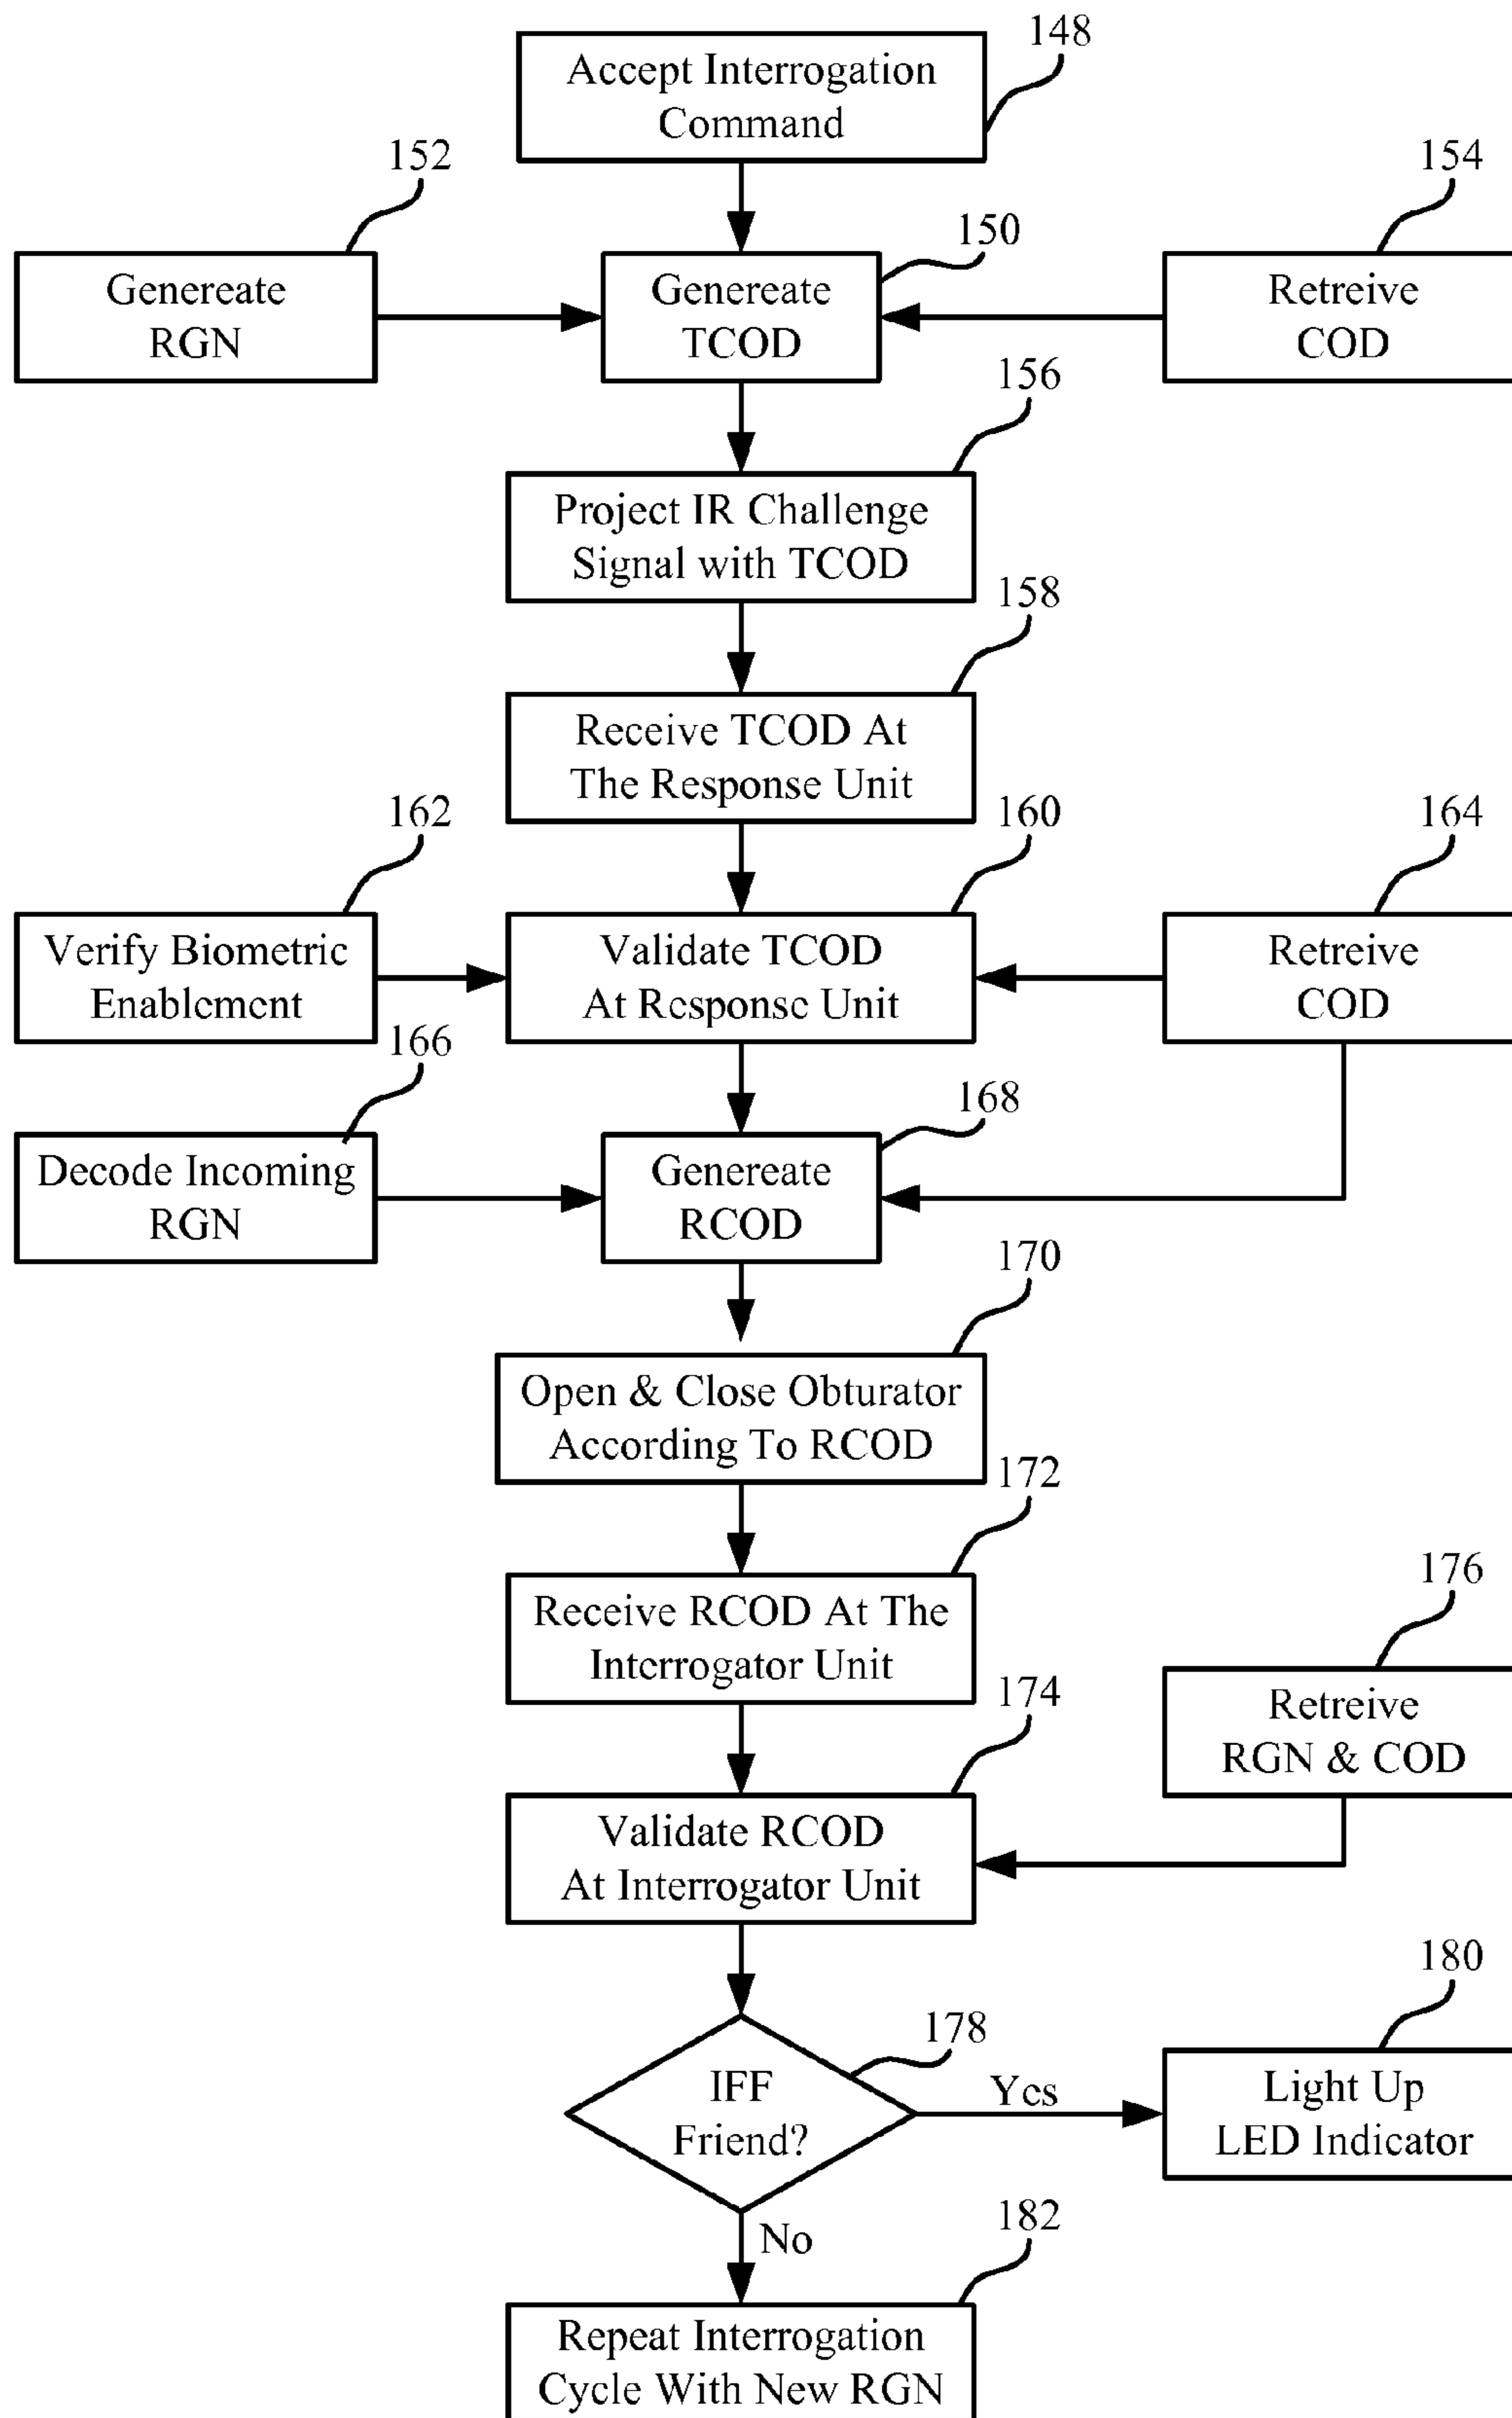 148
Accept Interrogation
Command
152
154
150
Genereate
RGN
Genereate
TCOD
Retreive
COD
156
Project IR Challenge
Signal with TCOD
158
Receive TCOD At
The Response Unit
162
160
164
Verify Biometric
Enablement
Validate TCOD
At Response Unit
Retreive
COD
166
168
Decode Incoming
RGN
Genereate
RCOD
170
Open & Close Obturator
According To RCOD
172
Receive RCOD At The
Interrogator Unit
176
174
Retreive
RGN & COD
Validate RCOD
At Interrogator Unit
180
178
IFF
Friend?
Yes
Light Up
LED Indicator
No
182
Repeat Interrogation
Cycle With New RGN